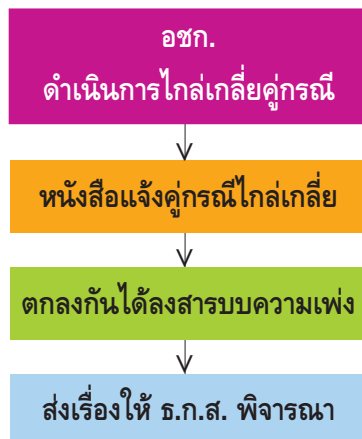 อชก.
ดำเนินการไกล่เกลี่ยคู่กรณี
หนังสือแจ้งคู่กรณีไกล่เกลี่ย
ตกลงกันได้ลงสารบบความเพ่ง
ส่งเรื่องให้ ธ.ก.ส. พิจารณา